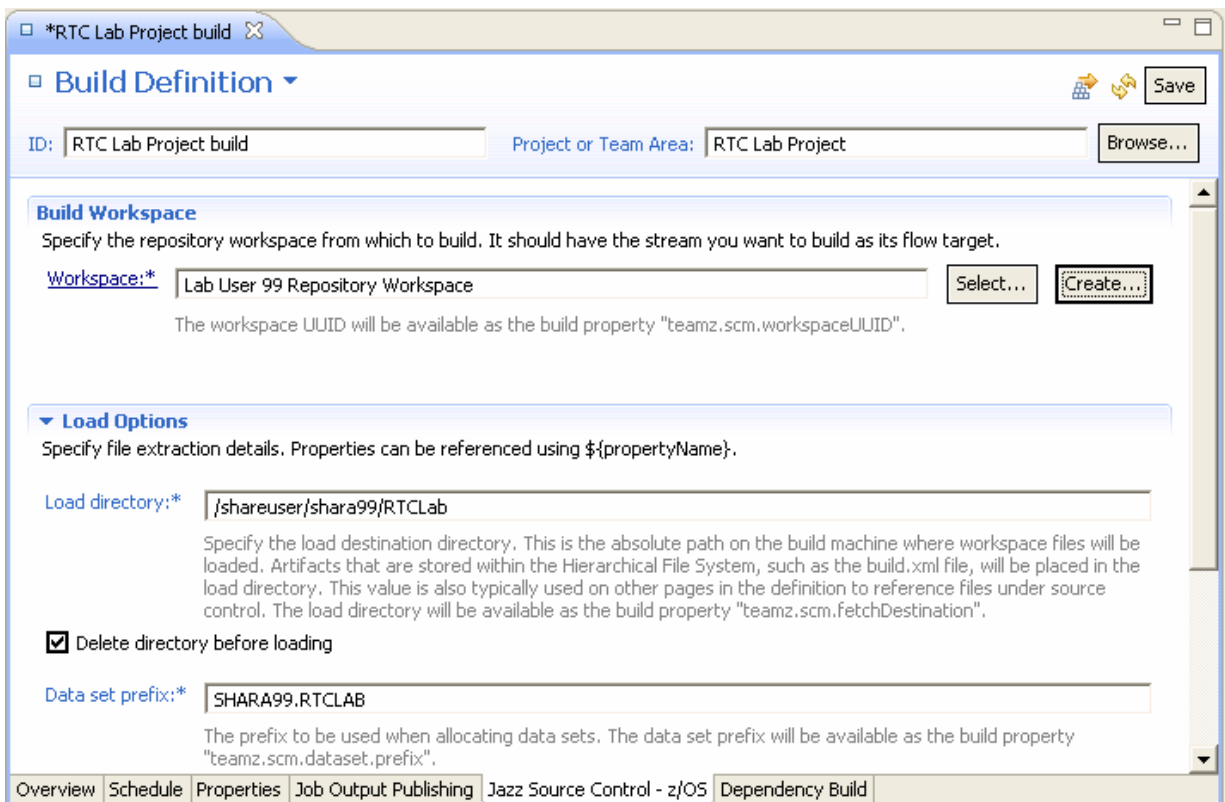 *RTC Lab Project build
Build Definition
Save
ID: RTC Lab Project build Project or Team Area: RTC Lab Project Browse...
Build Workspace
Specify the repository workspace from which to build. It should have the stream you want to build as its flow target.
Workspace:* Lab User 99 Repository Workspace Select... Create...
The workspace UUID will be available as the build property "teamz.scm.workspaceUUID".
Load Options
Specify file extraction details. Properties can be referenced using ${propertyName}.
Load directory:* /shareuser/shara99/RTCLab
Specify the load destination directory. This is the absolute path on the build machine where workspace files will be
loaded. Artifacts that are stored within the Hierarchical File System, such as the build.xml file, will be placed in the
load directory. This value is also typically used on other pages in the definition to reference files under source
control. The load directory will be available as the build property "teamz.scm.fetchDestination".
Delete directory before loading
Data set prefix:* SHARA99.RTCLAB
The prefix to be used when allocating data sets. The data set prefix will be available as the build property
"teamz.scm.dataset.prefix".
Overview Schedule Properties Job Output Publishing Jazz Source Control - z/OS Dependency Build